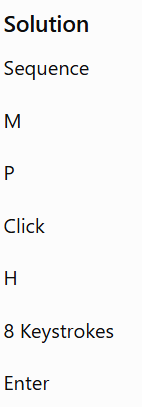 Solution
Sequence
M
P
Click
H
8 Keystrokes
Enter